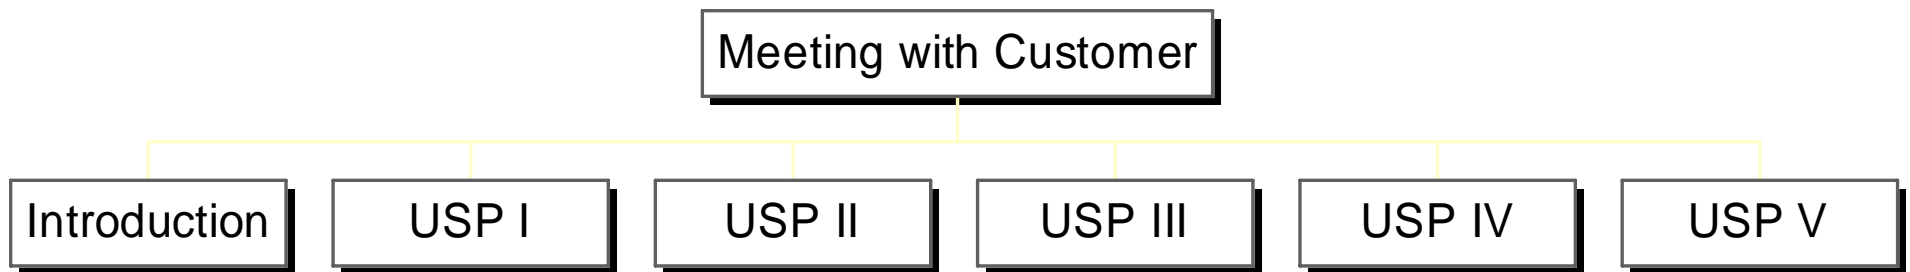 Meeting with Customer
Introduction
USP I
USP II
USP III
USP IV
USP V